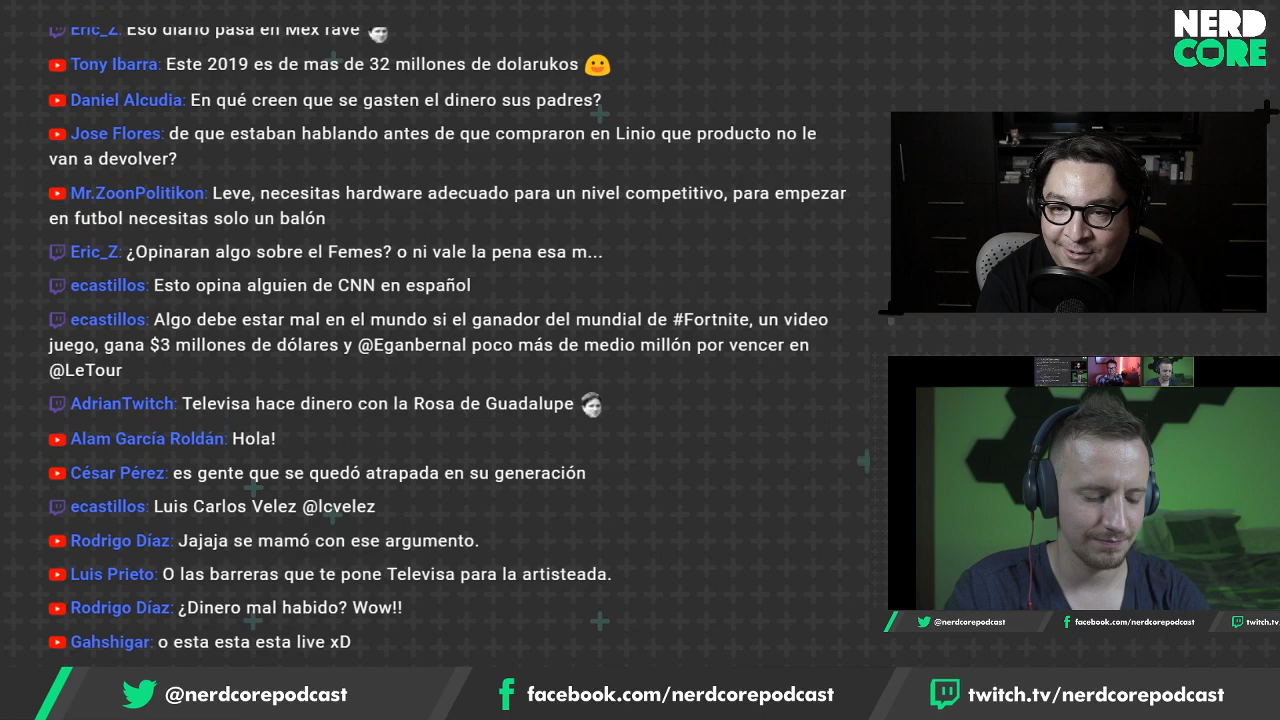 NERD
CORE
Eric_Z: Eso diario pasa en Mex rave
Tony Ibarra: Este 2019 es de mas de 32 millones de dolarukos
Daniel Alcudia: En qué creen que se gasten el dinero sus padres?
Jose Flores: de que estaban hablando antes de que compraron en Linio que producto no le
van a devolver?
Mr.ZoonPolitikon: Leve, necesitas hardware adecuado para un nivel competitivo, para empezar
en futbol necesitas solo un balón
Eric_Z: ¿Opinaran algo sobre el Femes? o ni vale la pena esa m...
ecastillos: Esto opina alguien de CNN en español
ecastillos: Algo debe estar mal en el mundo si el ganador del mundial de #Fortnite, un video
juego, gana $3 millones de dólares y @Eganbernal poco más de medio millón por vencer en
@LeTour
AdrianTwitch: Televisa hace dinero con la Rosa de Guadalupe
Alam García Roldán: Hola!
César Pérez: es gente que se quedó atrapada en su generación
ecastillos: Luis Carlos Velez @lcvelez
Rodrigo Díaz: Jajaja se mamó con ese argumento.
Luis Prieto: O las barreras que te pone Televisa para la artisteada.
Rodrigo Díaz: ¿Dinero mal habido? Wow!!
Gahshigar: o esta esta esta live xD
@nerdcorepodcast
facebook.com/nerdcorepodcast
twitch.tv
@nerdcorepodcast
facebook.com/nerdcorepodcast
twitch.tv/nerdcorepodcast